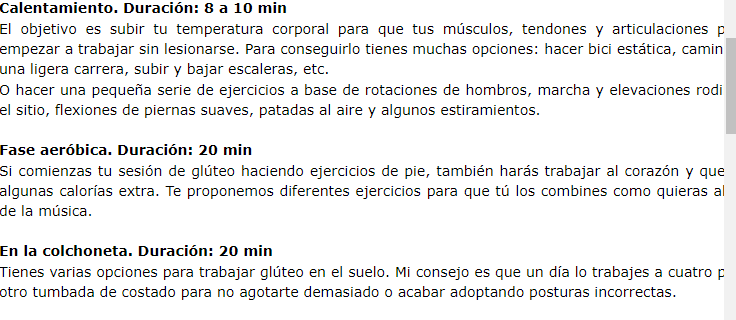 Calentamiento. Duración: 8 a 10 min
El objetivo es subir tu temperatura corporal para que tus músculos, tendones y articulaciones
empezar a trabajar sin lesionarse. Para conseguirlo tienes muchas opciones: hacer bici estática,
una ligera carrera, subir y bajar escaleras, etc.
O hacer una pequeña serie de ejercicios a base de rotaciones de hombros, marcha y elevaciones
el sitio, flexiones de piernas suaves, patadas al aire y algunos estiramientos.
Fase aeróbica. Duración: 20 min
Si comienzas tu sesión de glúteo haciendo ejercicios de pie, también harás trabajar al corazón y
algunas calorías extra. Te proponemos diferentes ejercicios para que tú los combines como quieras
de la música.
En la colchoneta. Duración: 20 min
Tienes varias opciones para trabajar glúteo en el suelo. Mi consejo es que un día lo trabajes a cuatro
otro tumbada de costado para no agotarte demasiado o acabar adoptando posturas incorrectas.